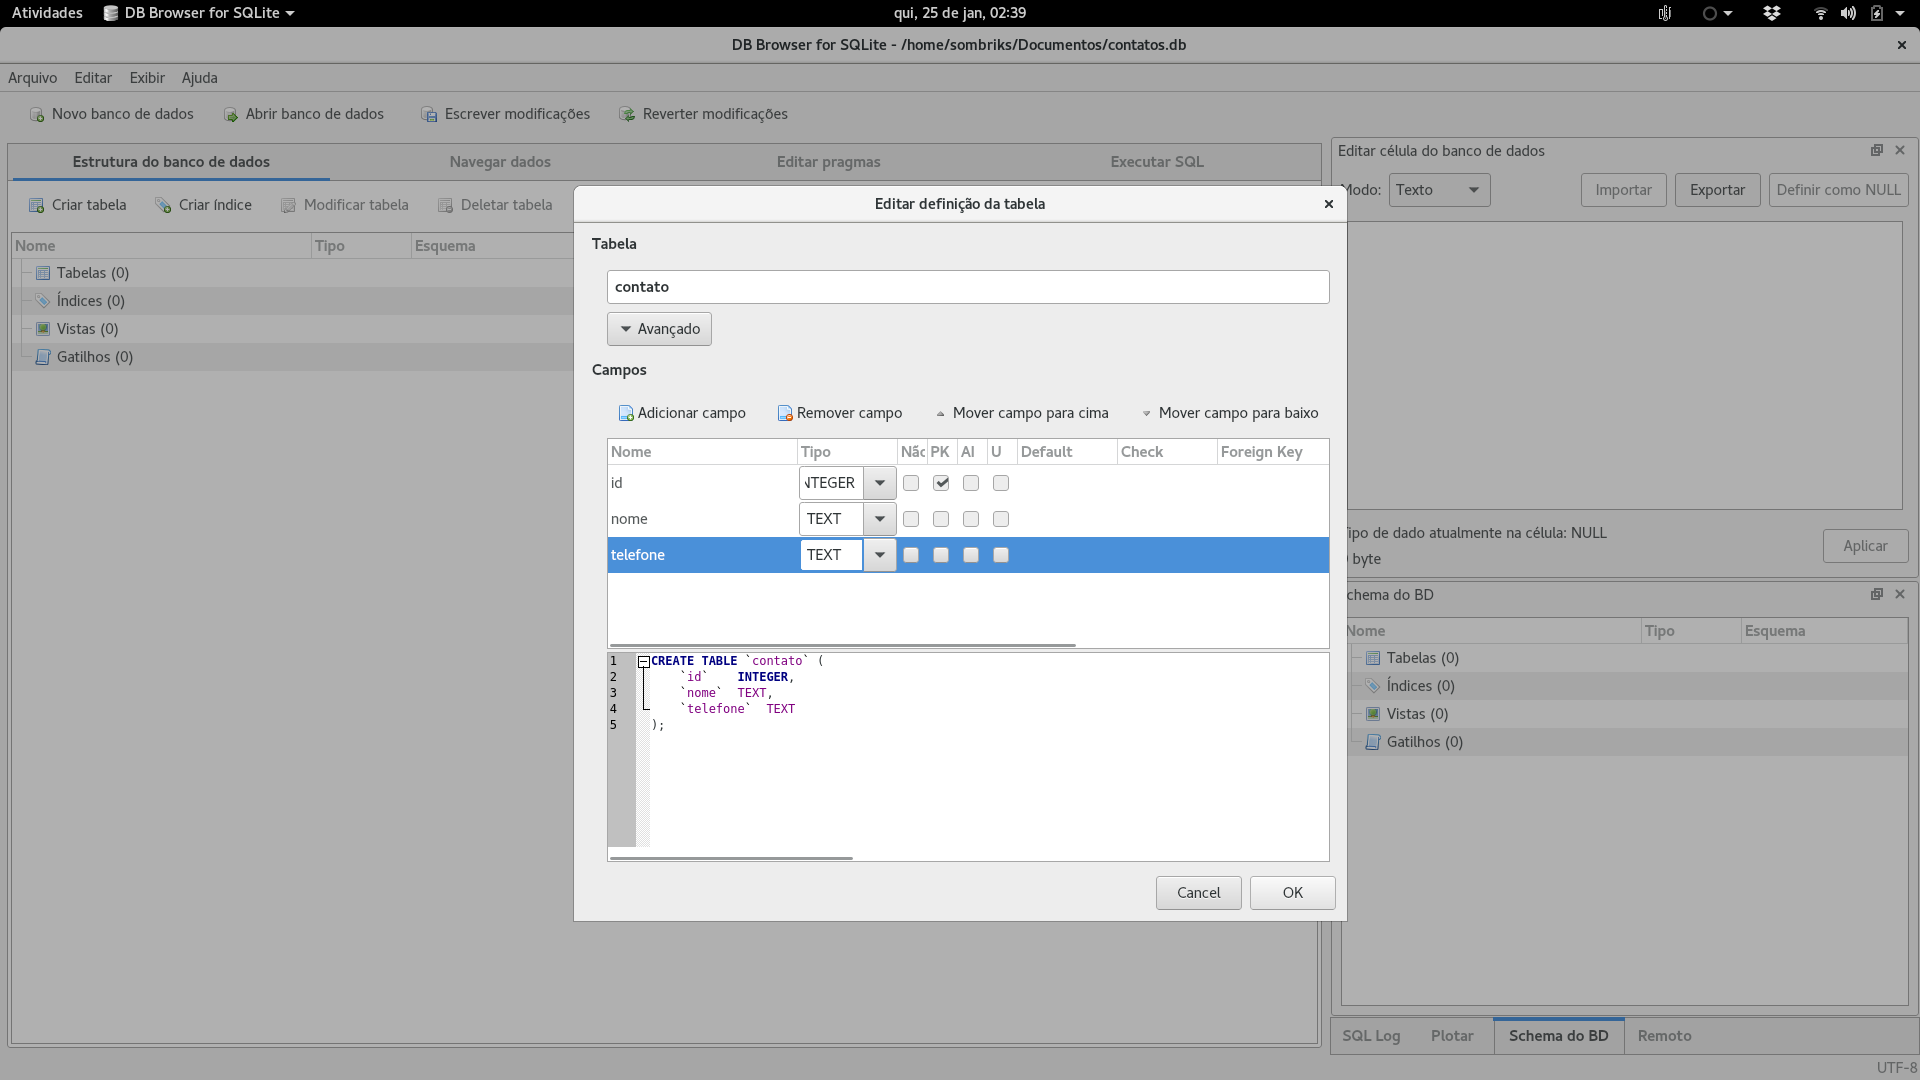 Atividades DB Browser for SQLite qui, 25 de jan, 02:39
DB Browser for SQLite - /home/sombriks/Documentos/contatos.db
Arquivo Editar Exibir Ajuda
Novo banco de dados Abrir banco de dados Escrever modificações Reverter modificações
Estrutura do banco de dados Navegar dados Editar pragmas Executar SQL
Criar tabela Criar índice Modificar tabela Deletar tabela
Nome Tipo Esquema
Tabelas (0)
Índices (0)
Vistas (0)
Gatilhos (0)
Editar definição da tabela
Tabela
contato
Avançado
Campos
Adicionar campo Remover campo Mover campo para cima Mover campo para baixo
Nome Tipo Nãc PK AI U Default Check Foreign Key
id NTEGER
nome TEXT
telefone TEXT
1 CREATE TABLE `contato` (
2 `id` INTEGER,
3 `nome` TEXT,
4 `telefone` TEXT
5 );
Cancel OK
Editar célula do banco de dados
Modo: Texto Importar Exportar Definir como NULL
ipo de dado atualmente na célula: NULL
byte
Aplicar
chema do BD
Nome Tipo Esquema
Tabelas (0)
Índices (0)
Vistas (0)
Gatilhos (0)
SQL Log Plotar Schema do BD Remoto
UTF-8